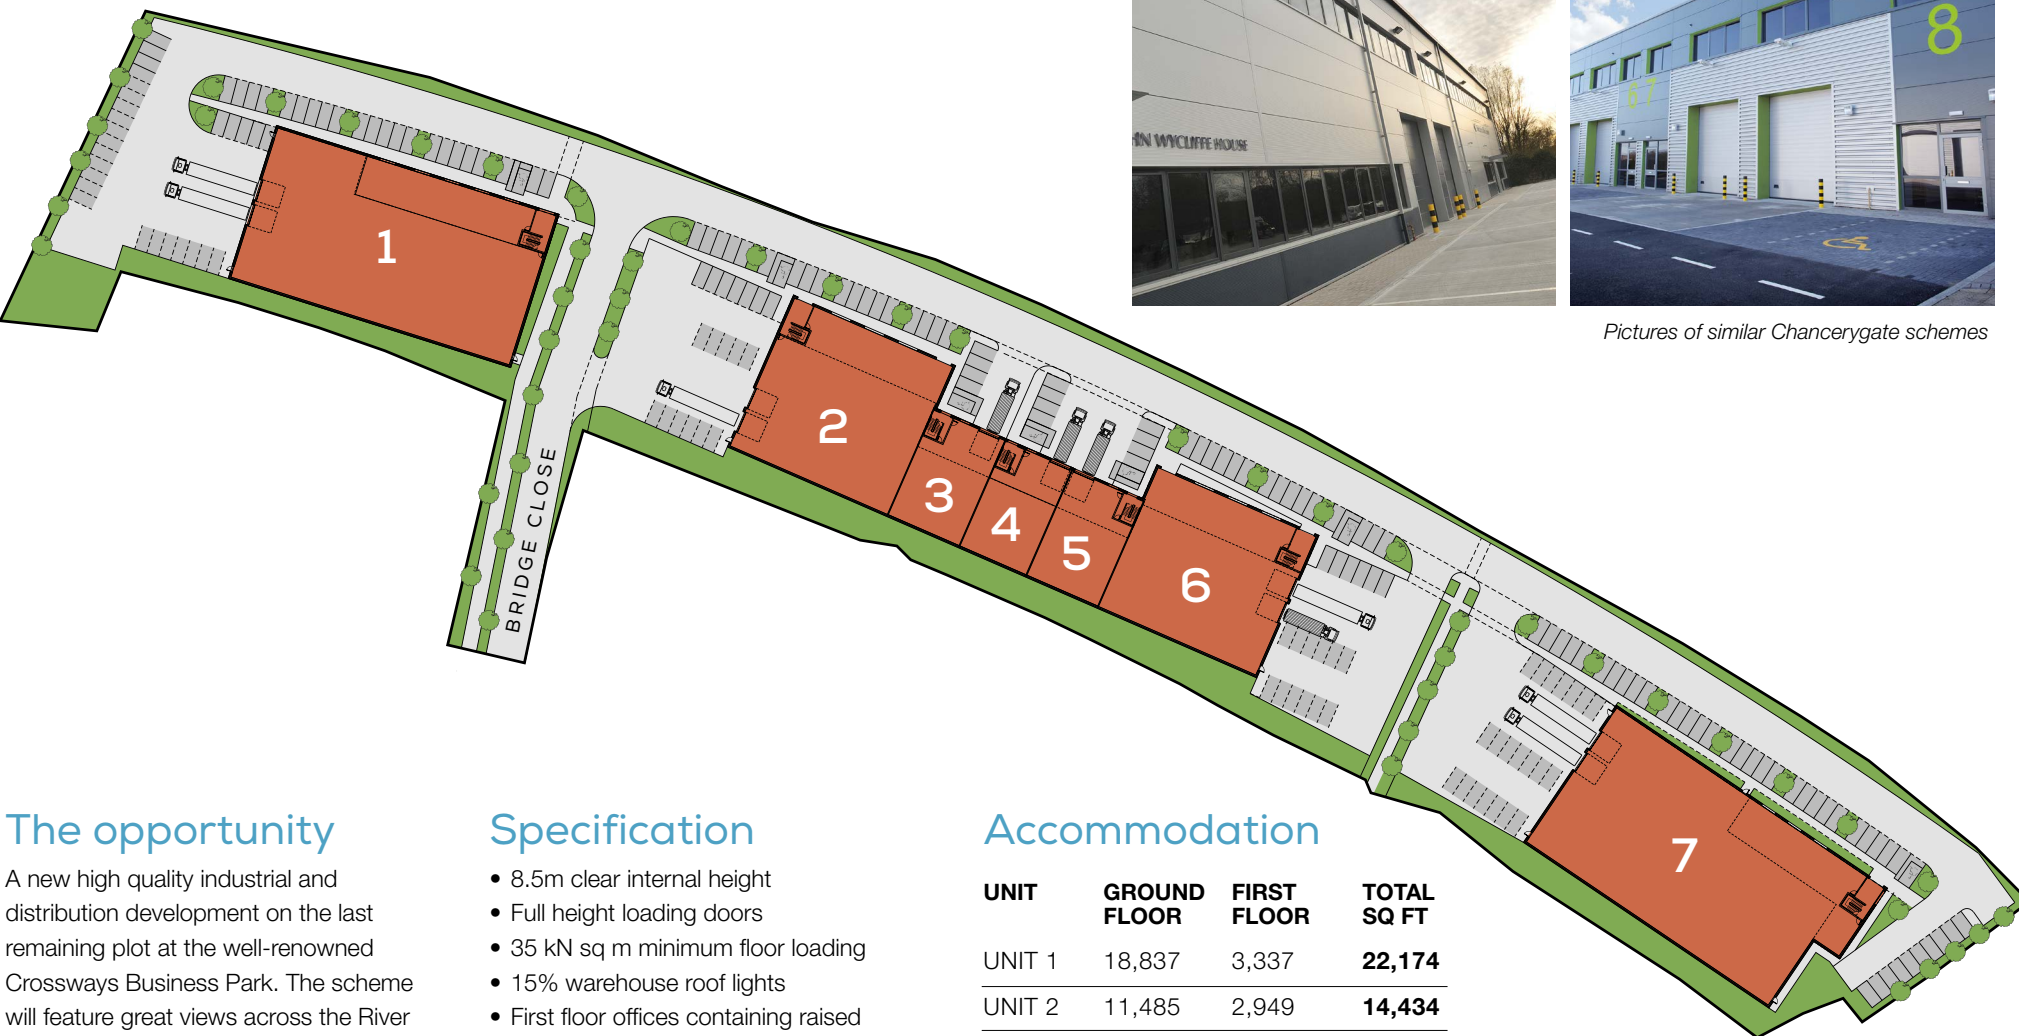 8
6 7
HN WYCLIFFE HOUSE
Pictures of similar Chancerygate schemes
1
2
3
4
5
6
7
BRIDGE CLOSE
The opportunity
A new high quality industrial and
distribution development on the last
remaining plot at the well-renowned
Crossways Business Park. The scheme
will feature great views across the River
Specification
• 8.5m clear internal height
• Full height loading doors
• 35 kN sq m minimum floor loading
• 15% warehouse roof lights
• First floor offices containing raised
Accommodation
UNIT GROUND FLOOR FIRST FLOOR TOTAL SQ FT
UNIT 1 18,837 3,337 22,174
UNIT 2 11,485 2,949 14,434